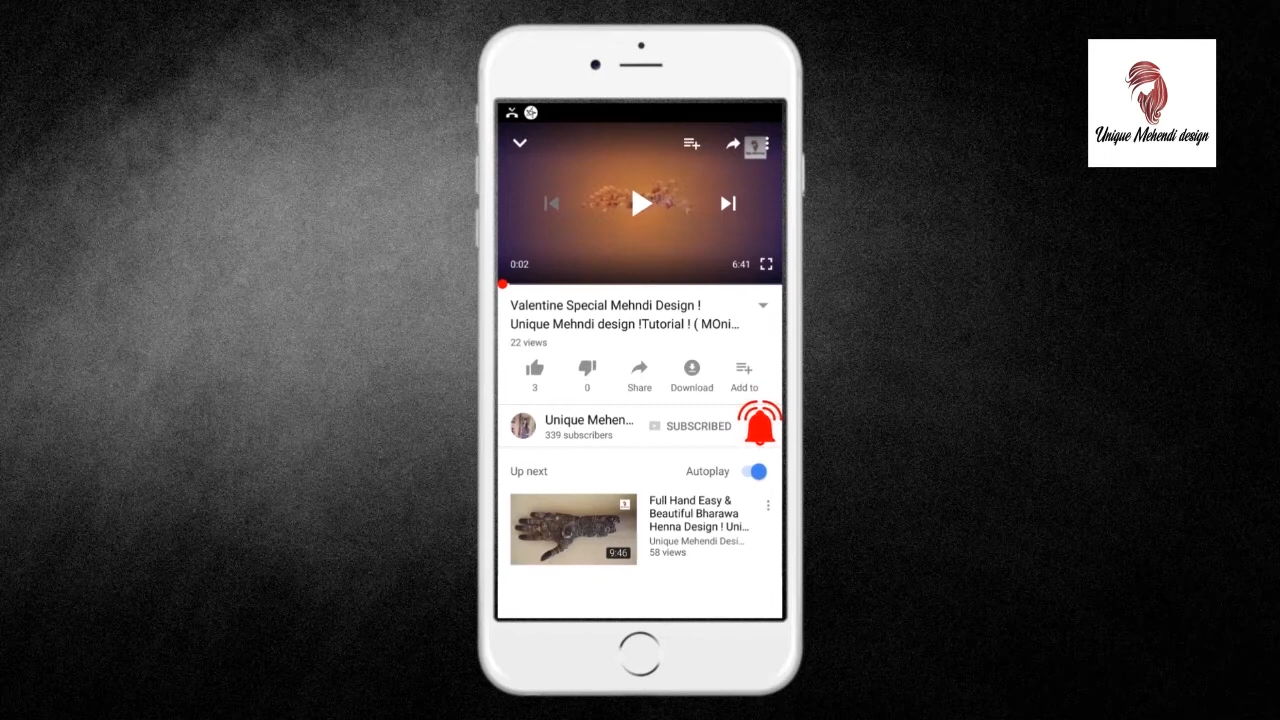 Unique Mehendi design
0:02
6:41
Valentine Special Mehndi Design !
Unique Mehndi design !Tutorial ! ( MOni...
22 views
3
0
Share
Download
Add to
Unique Mehen...
SUBSCRIBED
339 subscribers
Up next
Autoplay
Full Hand Easy &
Beautiful Bharawa
Henna Design ! Uni...
Unique Mehendi Desi...
58 views
9:46